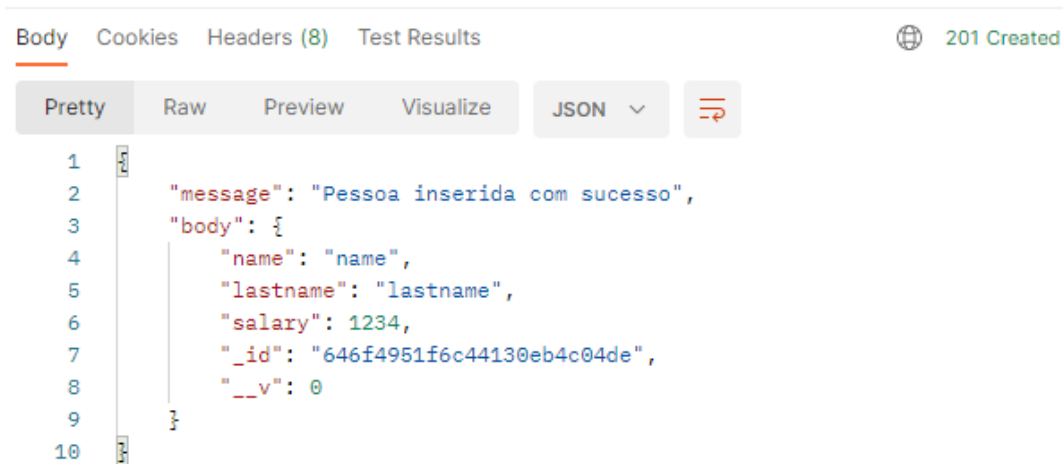 Body Cookies Headers (8) Test Results 201 Created
Pretty Raw Preview Visualize JSON
1 {
2 "message": "Pessoa inserida com sucesso",
3 "body": {
4 "name": "name",
5 "lastname": "lastname",
6 "salary": 1234,
7 "_id": "646f4951f6c44130eb4c04de",
8 "__v": 0
9 }
10 }